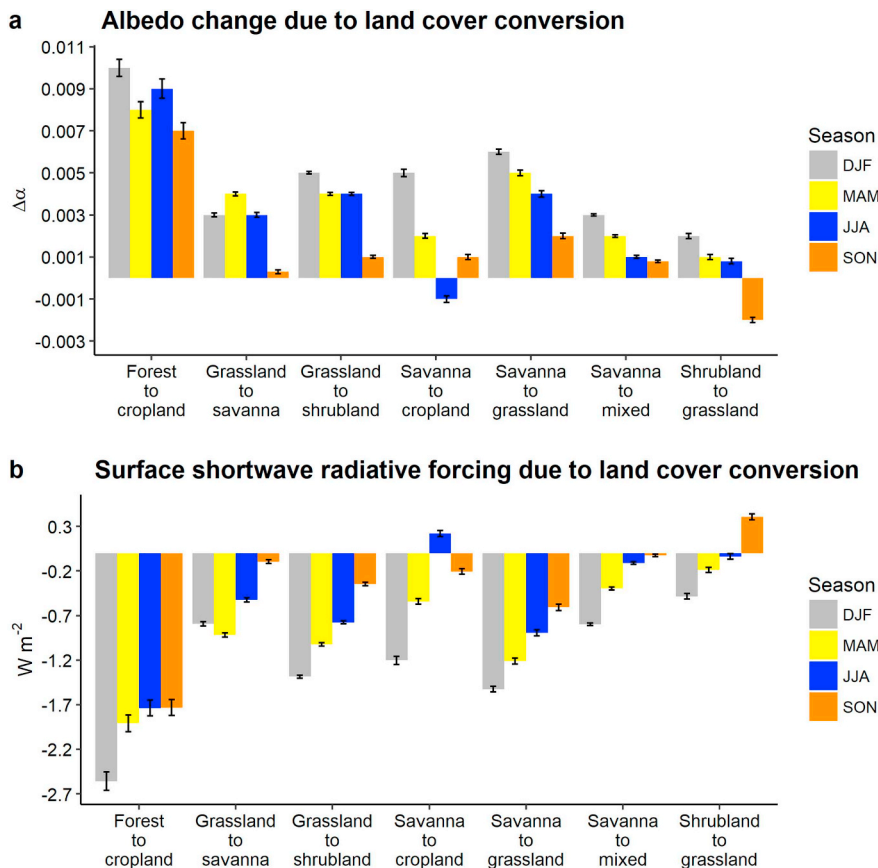 a Albedo change due to land cover conversion
0.011
0.009
0.007
0.005
0.003
0.001
-0.001
-0.003
Δα
Forest to cropland
Grassland to savanna
Grassland to shrubland
Savanna to cropland
Savanna to grassland
Savanna to mixed
Shrubland to grassland
Season
DJF
MAM
JJA
SON
b Surface shortwave radiative forcing due to land cover conversion
0.3
-0.2
-0.7
-1.2
-1.7
-2.2
-2.7
W m⁻²
Forest to cropland
Grassland to savanna
Grassland to shrubland
Savanna to cropland
Savanna to grassland
Savanna to mixed
Shrubland to grassland
Season
DJF
MAM
JJA
SON